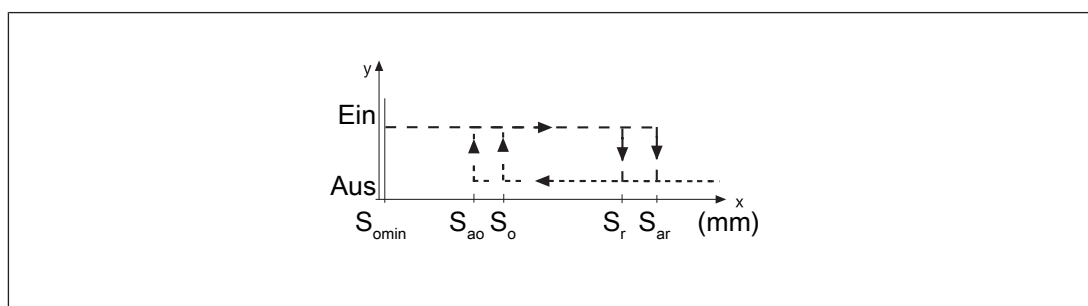 y
Ein
Aus
x
S_omin S_ao S_o S_r S_ar (mm)